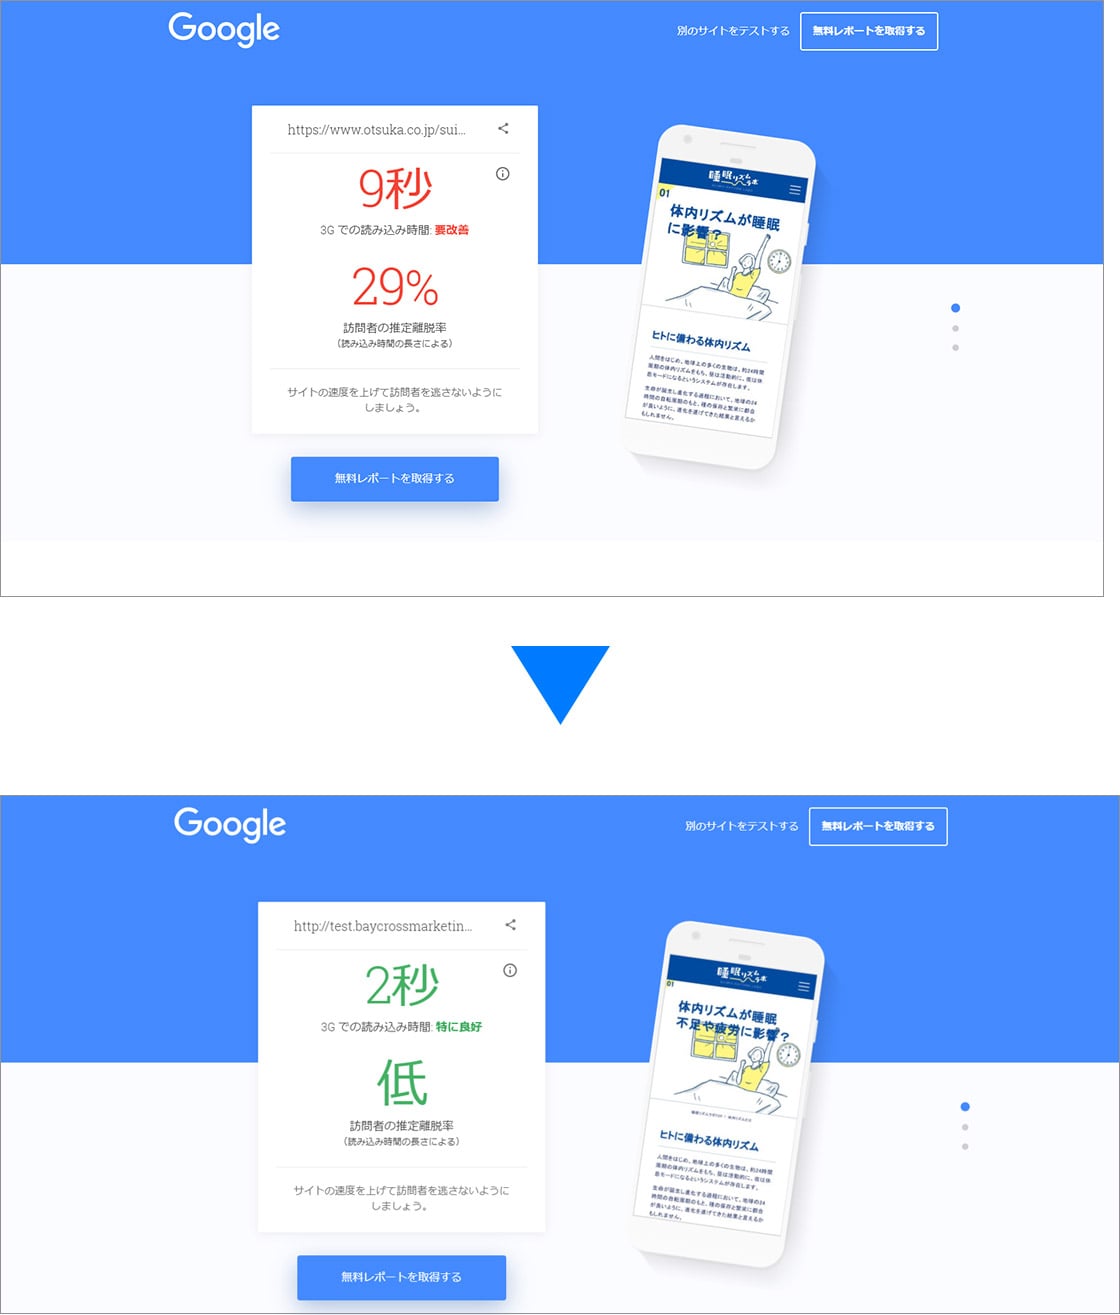 Google
別のサイトをテストする
無料レポートを取得する
https://www.otsuka.co.jp/sui...
9秒
3G での読み込み時間: 要改善
29%
訪問者の推定離脱率
(読み込み時間の長さによる)
サイトの速度を上げて訪問者を逃さないように
しましょう。
無料レポートを取得する
睡眠リズムラボ
01
体内リズムが睡眠
に影響?
ヒトに備わる体内リズム
人間をはじめ、地球上の多くの生物は、約24時間
周期の体内リズムをもち、昼は活動的に、夜は休
息モードになるというシステムが存在します。
生命が誕生し進化する過程において、地球の24
時間の自転周期のもと、種の保存と繁栄に都合
が良いように、進化を遂げてきた結果と言えるか
もしれません。
Google
別のサイトをテストする
無料レポートを取得する
http://test.baycrossmarketin...
2秒
3G での読み込み時間: 特に良好
低
訪問者の推定離脱率
(読み込み時間の長さによる)
サイトの速度を上げて訪問者を逃さないように
しましょう。
無料レポートを取得する
睡眠リズムラボ
01
体内リズムが睡眠
不足や疲労に影響?
ヒトに備わる体内リズム
人間をはじめ、地球上の多くの生物は、約24時間
周期の体内リズムをもち、昼は活動的に、夜は休
息モードになるというシステムが存在します。
生命が誕生し進化する過程において、地球の24
時間の自転周期のもと、種の保存と繁栄に都合
が良いように、進化を遂げてきた結果と言えるか
もしれません。